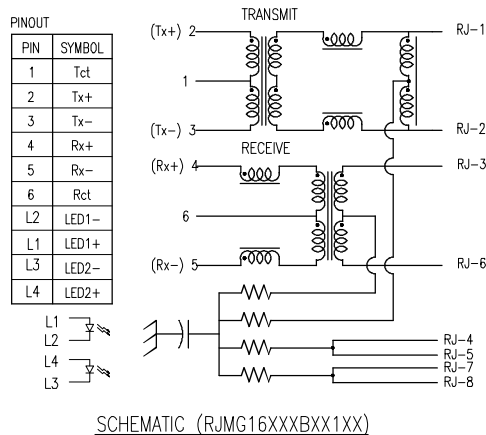 PINOUT
PIN SYMBOL
1 Tct
2 Tx+
3 Tx-
4 Rx+
5 Rx-
6 Rct
L2 LED1-
L1 LED1+
L3 LED2-
L4 LED2+
L1
L2
L4
L3
TRANSMIT
(Tx+) 2
RJ-1
1
(Tx-) 3
RJ-2
RECEIVE
(Rx+) 4
RJ-3
6
(Rx-) 5
RJ-6
RJ-4
RJ-5
RJ-7
RJ-8
SCHEMATIC (RJMG16XXXBXX1XX)